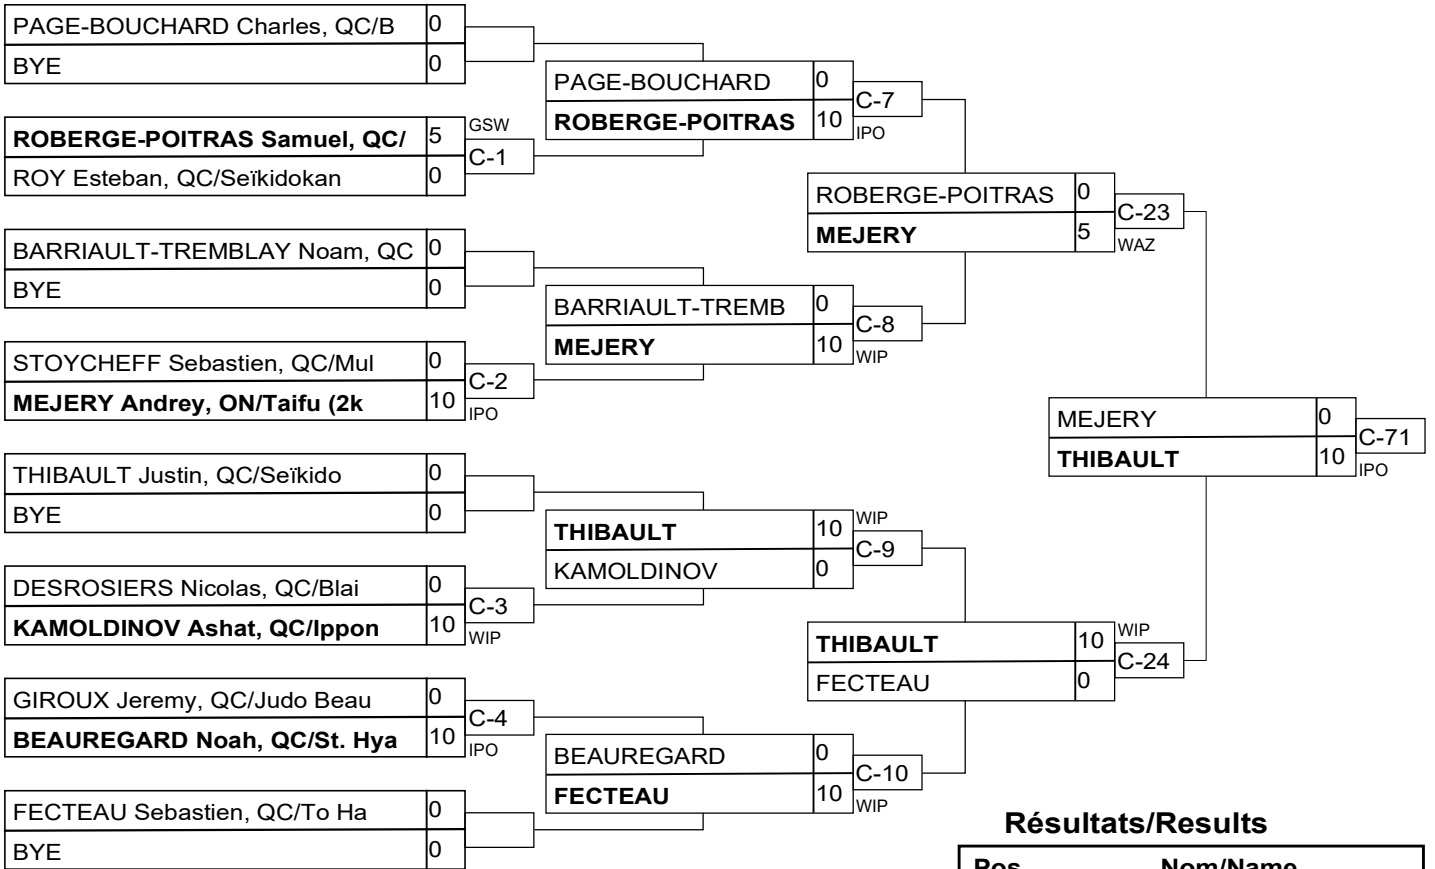 PAGE-BOUCHARD Charles, QC/B 0
BYE 0
ROBERGE-POITRAS Samuel, QC/ 5 GSW
C-1
ROY Esteban, QC/Seïkidokan 0
BARRIAULT-TREMBLAY Noam, QC 0
BYE 0
STOYCHEFF Sebastien, QC/Mul 0
C-2
MEJERY Andrey, ON/Taifu (2k 10 IPO
THIBAULT Justin, QC/Seïkido 0
BYE 0
DESROSIERS Nicolas, QC/Blai 0
C-3
KAMOLDINOV Ashat, QC/Ippon 10 WIP
GIROUX Jeremy, QC/Judo Beau 0
C-4
BEAUREGARD Noah, QC/St. Hya 10 IPO
FECTEAU Sebastien, QC/To Ha 0
BYE 0
PAGE-BOUCHARD 0
C-7
ROBERGE-POITRAS 10 IPO
BARRIAULT-TREMB 0
C-8
MEJERY 10 WIP
THIBAULT 10 WIP
C-9
KAMOLDINOV 0
BEAUREGARD 0
C-10
FECTEAU 10 WIP
ROBERGE-POITRAS 0
C-23
MEJERY 5 WAZ
THIBAULT 10 WIP
C-24
FECTEAU 0
MEJERY 0
C-71
THIBAULT 10 IPO
Résultats/Results
Pos Nom/Name